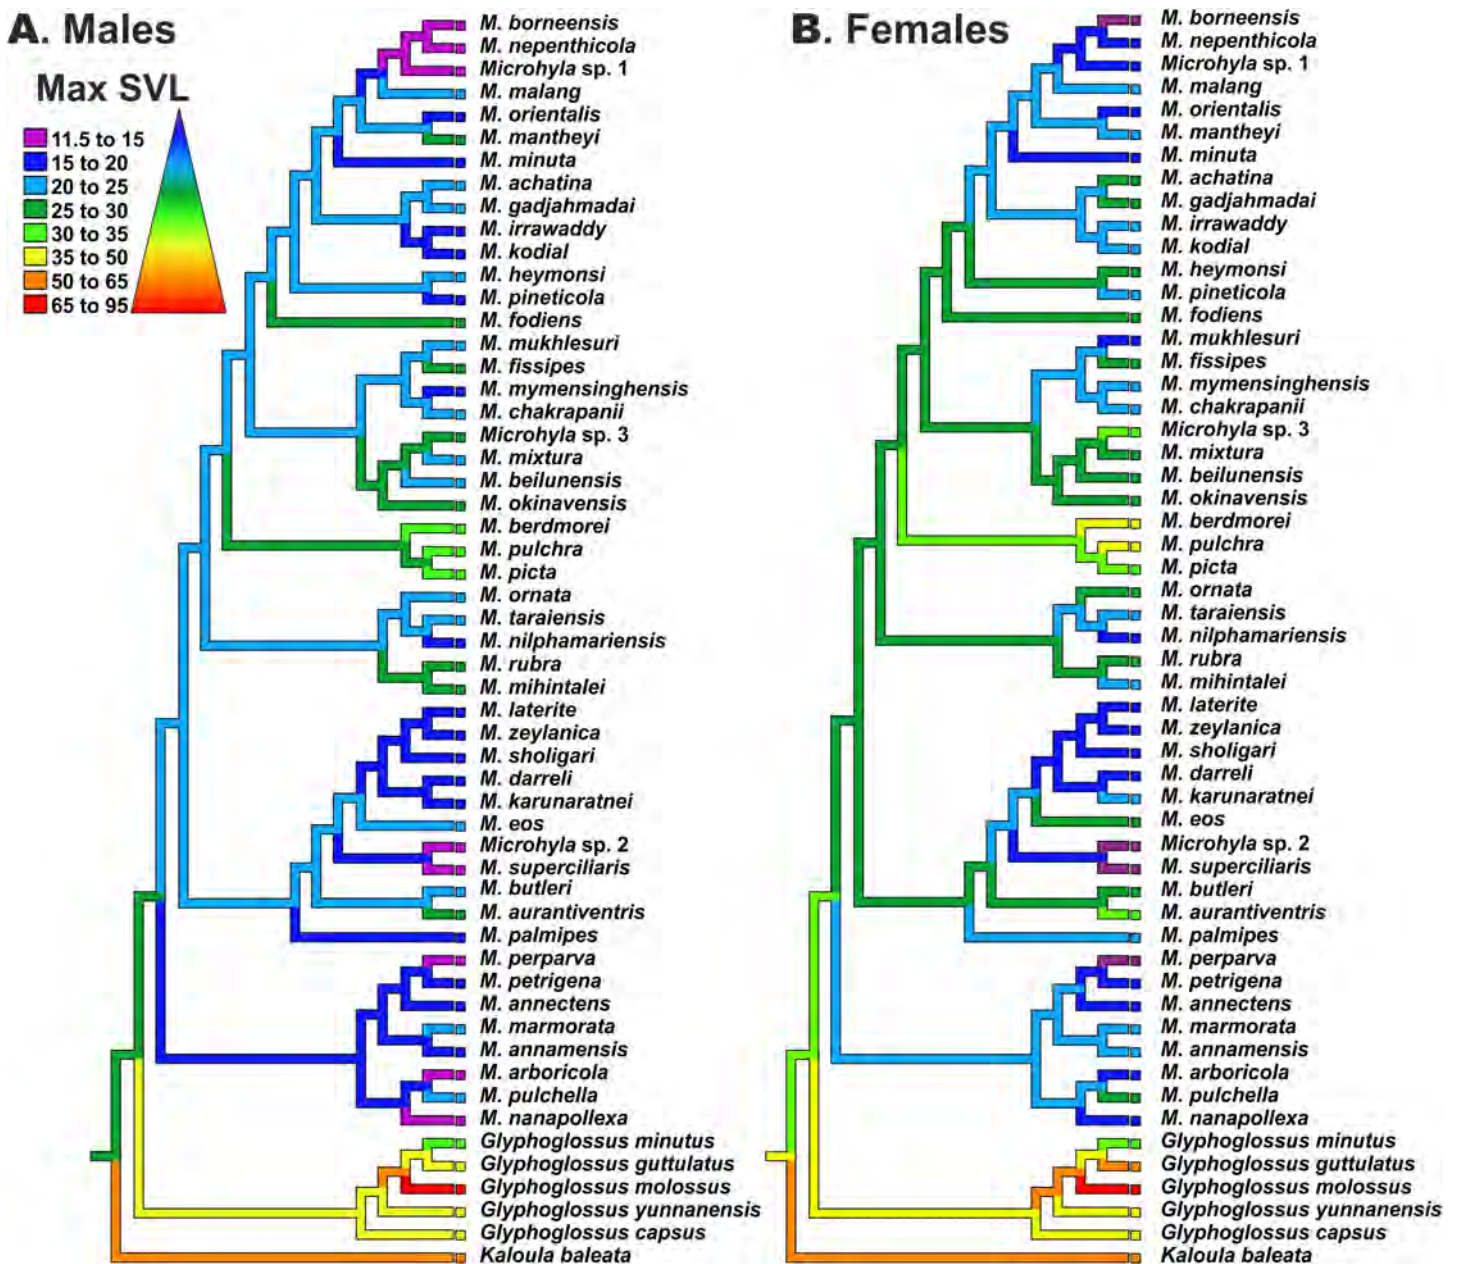 A. Males
Max SVL
11.5 to 15
15 to 20
20 to 25
25 to 30
30 to 35
35 to 50
50 to 65
65 to 95
M. borneensis
M. nepenthicola
Microhyla sp. 1
M. malang
M. orientalis
M. mantheyi
M. minuta
M. achatina
M. gadjahmadai
M. irrawaddy
M. kodial
M. heymonsi
M. pineticola
M. fodiens
M. mukhlesuri
M. fissipes
M. mymensinghensis
M. chakrapanii
Microhyla sp. 3
M. mixtura
M. beilunensis
M. okinavensis
M. berdmorei
M. pulchra
M. picta
M. ornata
M. taraiensis
M. nilphamariensis
M. rubra
M. mihintalei
M. laterite
M. zeylanica
M. sholigari
M. darreli
M. karunaratnei
M. eos
Microhyla sp. 2
M. superciliaris
M. butleri
M. aurantiventris
M. palmipes
M. perparva
M. petrigena
M. annectens
M. marmorata
M. annamensis
M. arboricola
M. pulchella
M. nanapollexa
Glyphoglossus minutus
Glyphoglossus guttulatus
Glyphoglossus molossus
Glyphoglossus yunnanensis
Glyphoglossus capsus
Kaloula baleata
B. Females
M. borneensis
M. nepenthicola
Microhyla sp. 1
M. malang
M. orientalis
M. mantheyi
M. minuta
M. achatina
M. gadjahmadai
M. irrawaddy
M. kodial
M. heymonsi
M. pineticola
M. fodiens
M. mukhlesuri
M. fissipes
M. mymensinghensis
M. chakrapanii
Microhyla sp. 3
M. mixtura
M. beilunensis
M. okinavensis
M. berdmorei
M. pulchra
M. picta
M. ornata
M. taraiensis
M. nilphamariensis
M. rubra
M. mihintalei
M. laterite
M. zeylanica
M. sholigari
M. darreli
M. karunaratnei
M. eos
Microhyla sp. 2
M. superciliaris
M. butleri
M. aurantiventris
M. palmipes
M. perparva
M. petrigena
M. annectens
M. marmorata
M. annamensis
M. arboricola
M. pulchella
M. nanapollexa
Glyphoglossus minutus
Glyphoglossus guttulatus
Glyphoglossus molossus
Glyphoglossus yunnanensis
Glyphoglossus capsus
Kaloula baleata